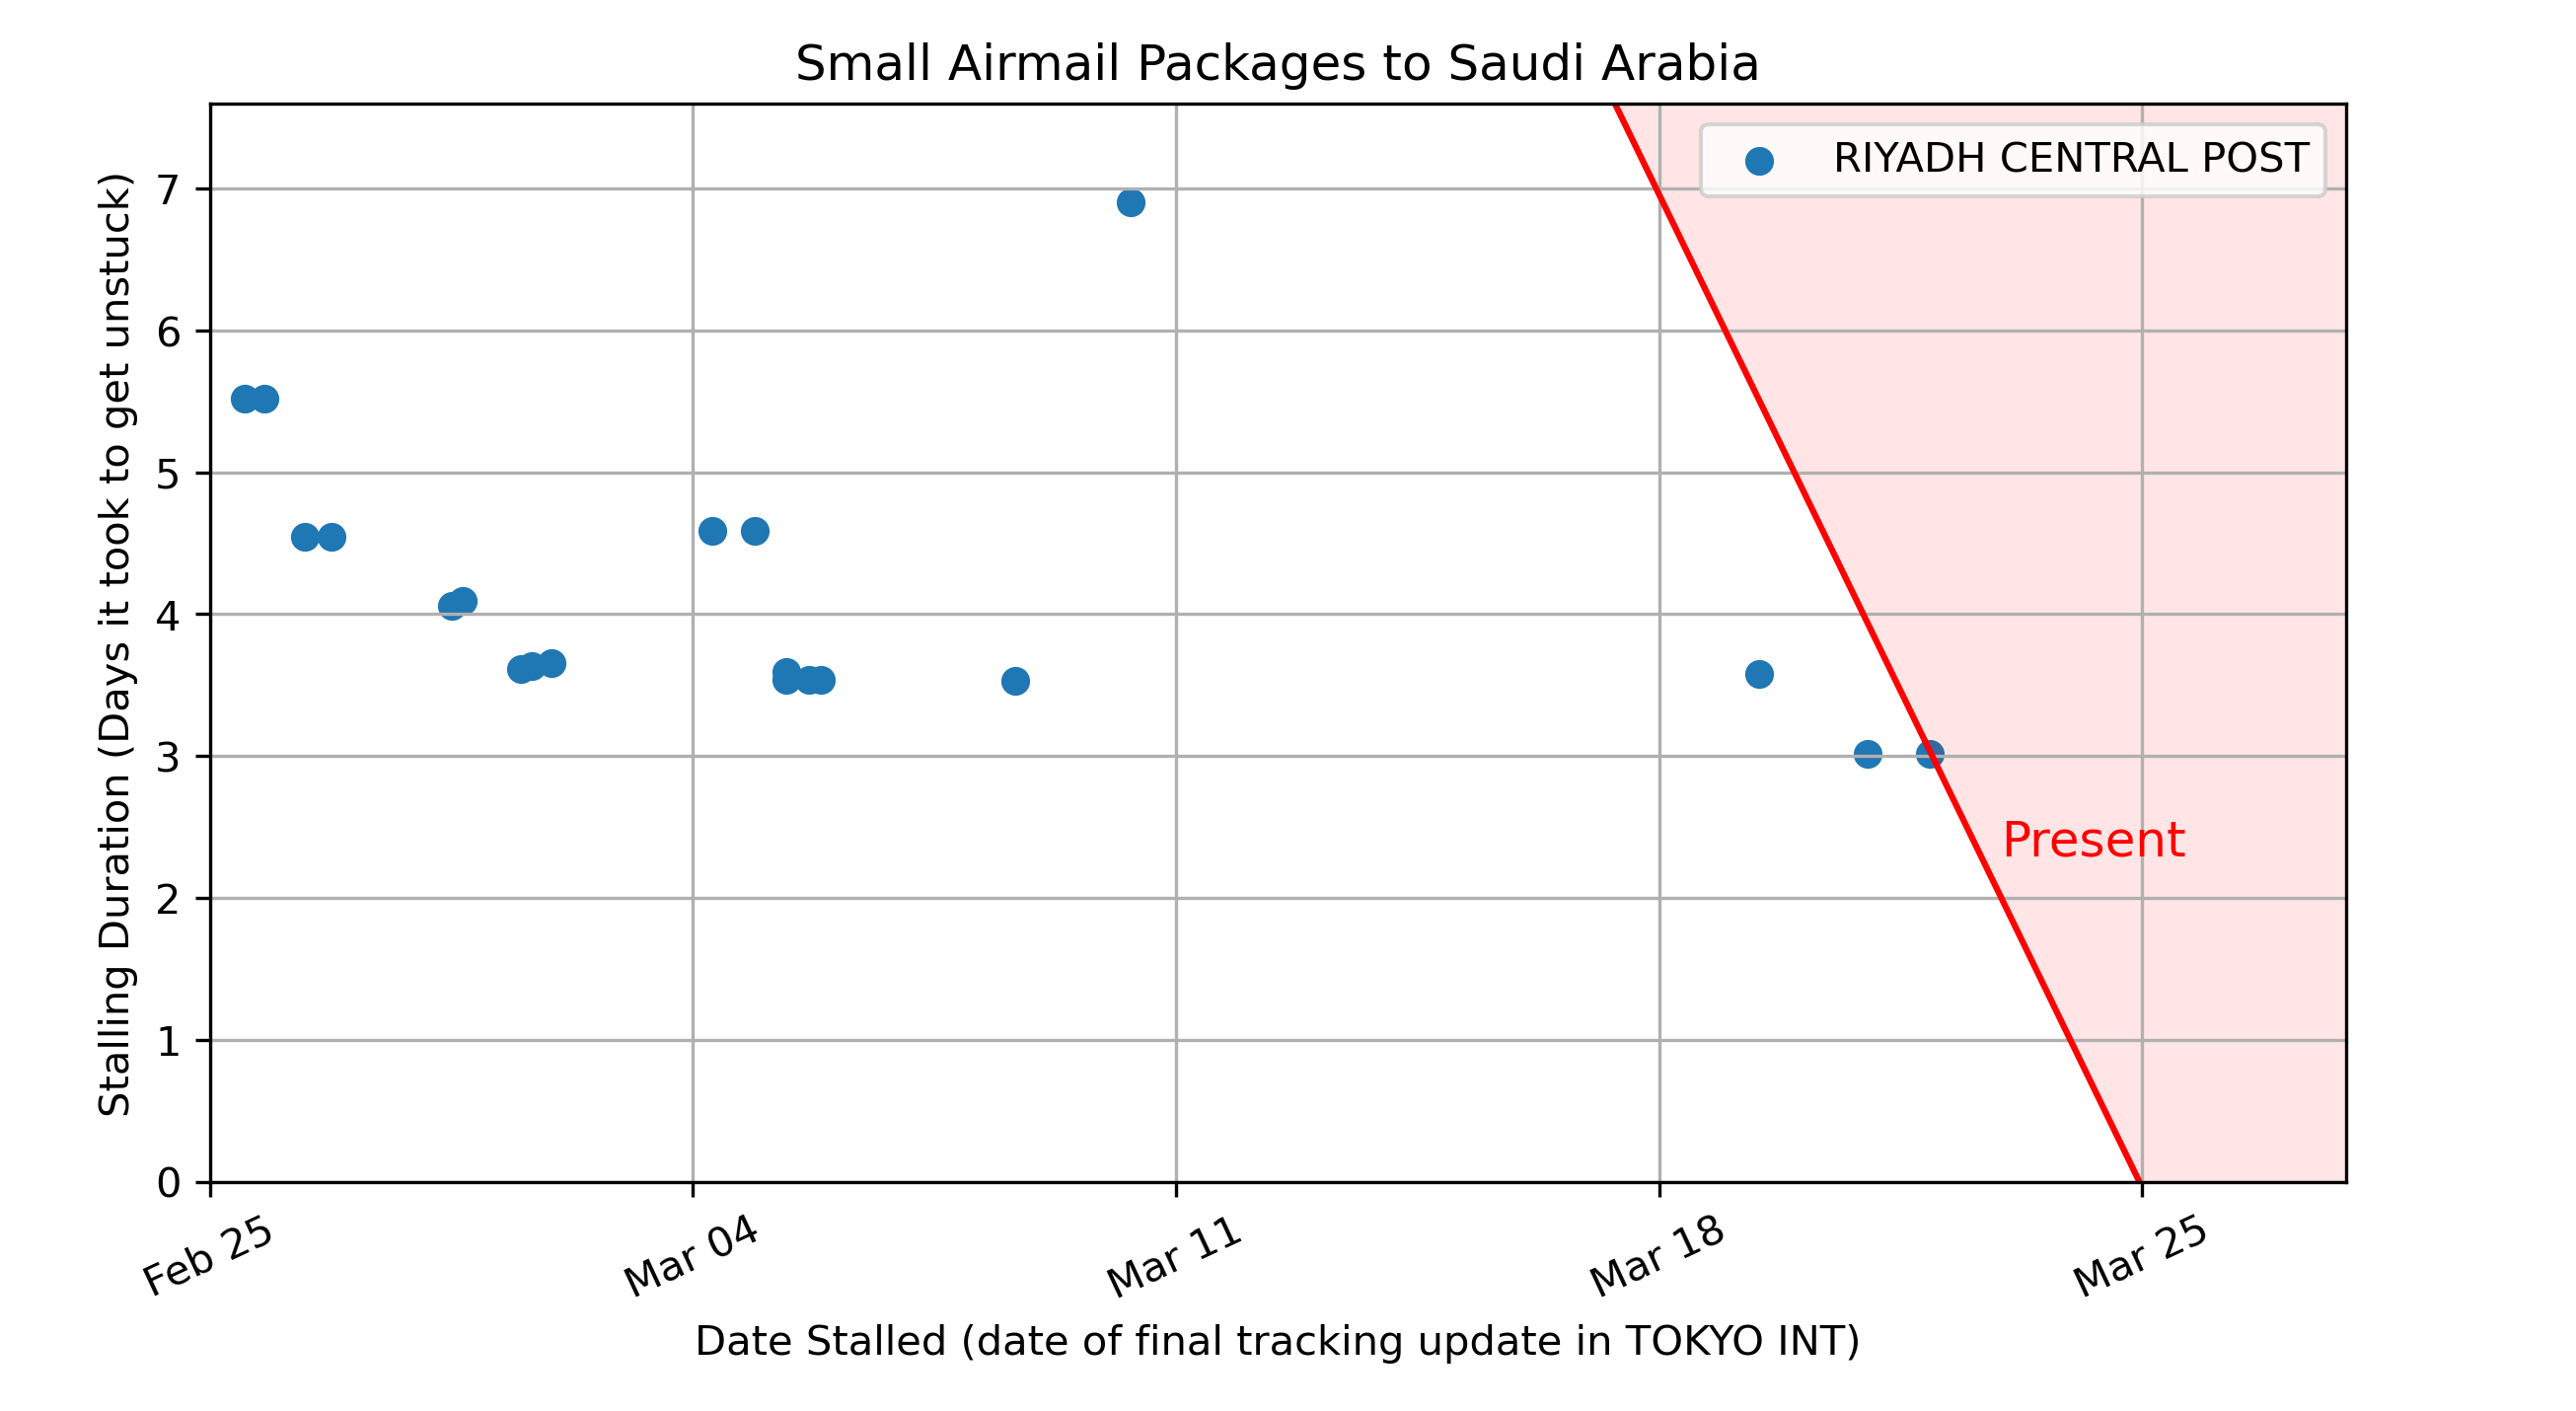 Small Airmail Packages to Saudi Arabia
RIYADH CENTRAL POST
Stalling Duration (Days it took to get unstuck)
7
6
5
4
3
2
1
0
Present
Feb 25
Mar 04
Mar 11
Mar 18
Mar 25
Date Stalled (date of final tracking update in TOKYO INT)